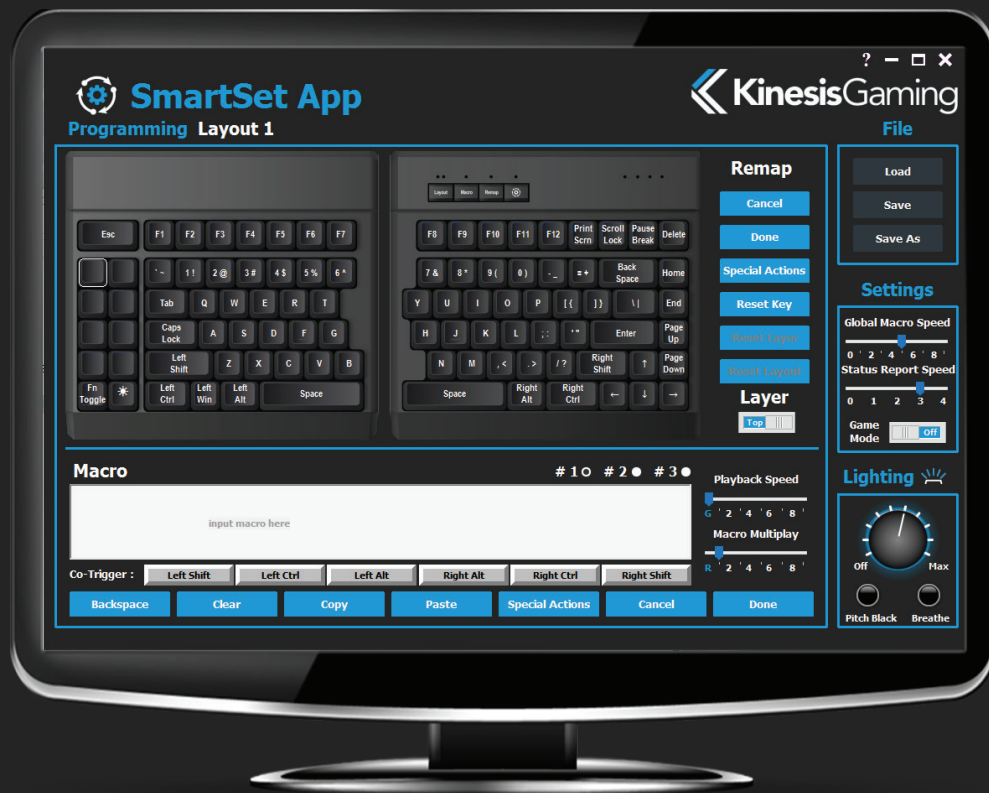 ? 
SmartSet App
KinesisGaming
Programming Layout 1
File
Remap
Load
Save
Save As
Cancel
Done
Special Actions
Reset Key
Reset Layer
Reset Layout
Layer
Top
Layout Macro Remap
Esc F1 F2 F3 F4 F5 F6 F7
F8 F9 F10 F11 F12 Print Scrn Scroll Lock Pause Break Delete
` ~ 1 ! 2 @ 3 # 4 $ 5 % 6 ^
7 & 8 * 9 ( 0 ) - _ = + Back Space Home
Tab Q W E R T
Y U I O P [ { ] } \ | End
Caps Lock A S D F G
H J K L ; : ' " Enter Page Up
Left Shift Z X C V B
N M , < . > / ? Right Shift ↑ Page Down
Fn Toggle Left Ctrl Left Win Left Alt Space
Space Right Alt Right Ctrl ← ↓ →
Settings
Global Macro Speed
0 ' 2 ' 4 ' 6 ' 8 '
Status Report Speed
0 1 2 3 4
Game Mode Off
Macro
# 1 # 2 # 3
input macro here
Playback Speed
G ' 2 ' 4 ' 6 ' 8 '
Macro Multiplay
R ' 2 ' 4 ' 6 ' 8 '
Co-Trigger : Left Shift Left Ctrl Left Alt Right Alt Right Ctrl Right Shift
Backspace Clear Copy Paste Special Actions Cancel Done
Lighting
Off Max
Pitch Black Breathe